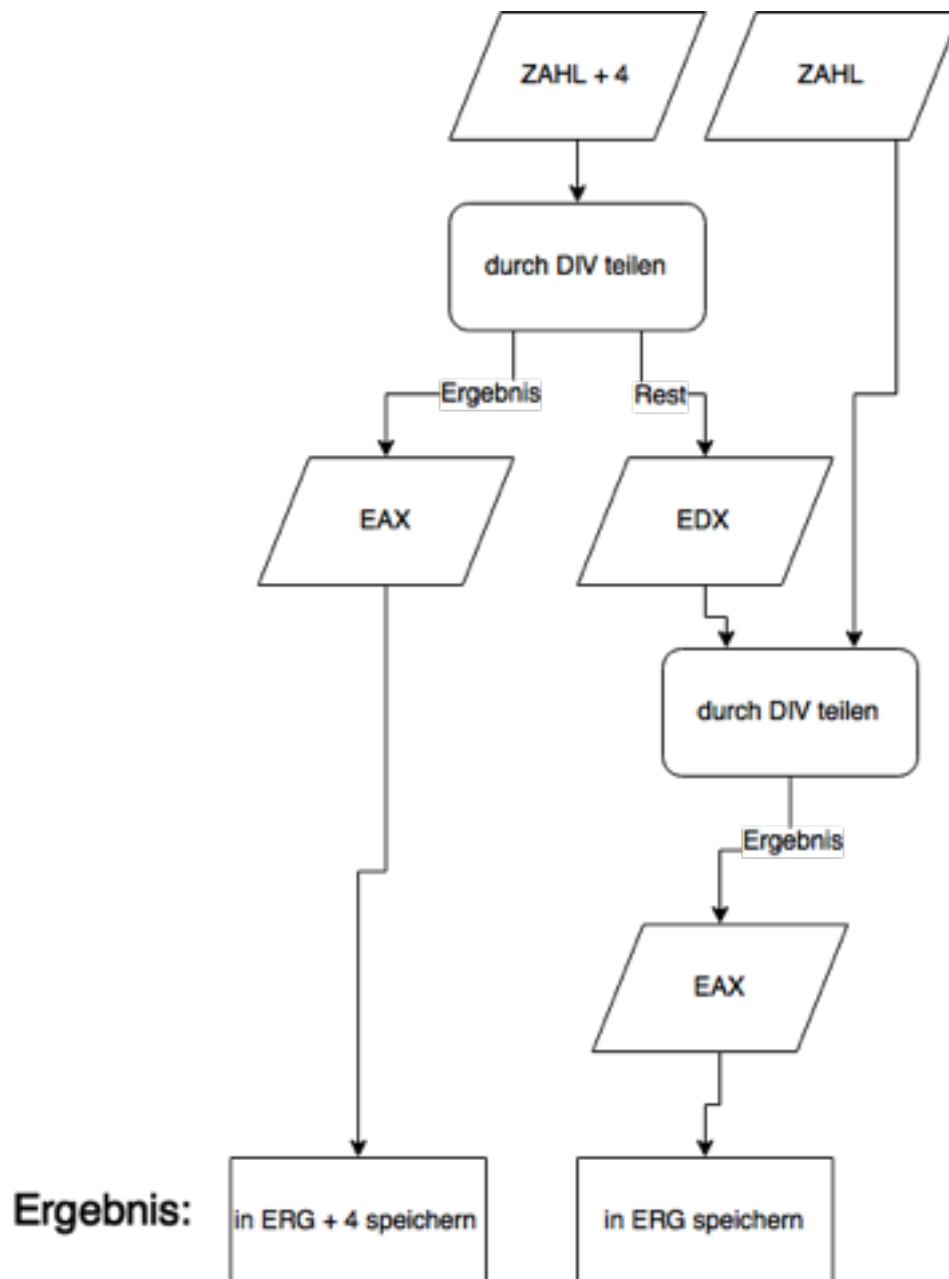 ZAHL + 4
ZAHL
durch DIV teilen
Ergebnis
Rest
EAX
EDX
durch DIV teilen
Ergebnis
EAX
Ergebnis:
in ERG + 4 speichern
in ERG speichern